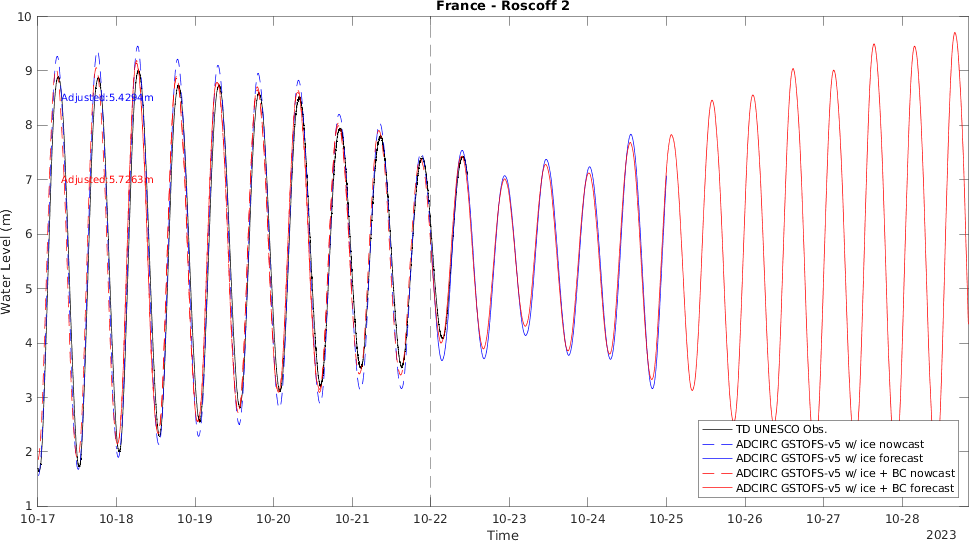 France - Roscoff 2
10
9
8
7
6
5
4
3
2
1
Water Level (m)
Adjusted:5.4294m
Adjusted:5.7263m
TD UNESCO Obs.
ADCIRC GSTOFS-v5 w/ ice nowcast
ADCIRC GSTOFS-v5 w/ ice forecast
ADCIRC GSTOFS-v5 w/ ice + BC nowcast
ADCIRC GSTOFS-v5 w/ ice + BC forecast
10-17 10-18 10-19 10-20 10-21 10-22 10-23 10-24 10-25 10-26 10-27 10-28
Time
2023